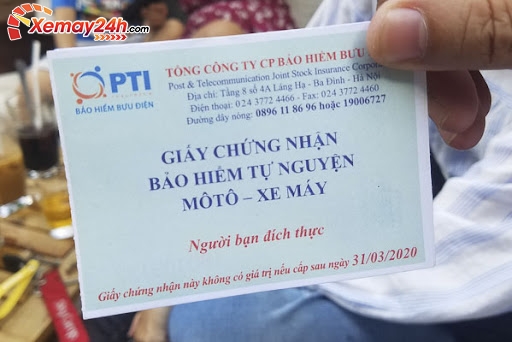 Xemay24h.com
PTI
BẢO HIỂM BƯU ĐIỆN
TỔNG CÔNG TY CP BẢO HIỂM BƯU
Post & Telecommunication Joint Stock Insurance Corpora
Địa chỉ: Tầng 8 số 4A Láng Hạ - Ba Đình - Hà Nội
Điện thoại: 024 3772 4466 - Fax: 024 3772 4460
Đường dây nóng: 0896 11 86 96 hoặc 19006727
GIẤY CHỨNG NHẬN
BẢO HIỂM TỰ NGUYỆN
MÔTÔ – XE MÁY
Người bạn đích thực
Giấy chứng nhận này không có giá trị nếu cấp sau ngày 31/03/2020